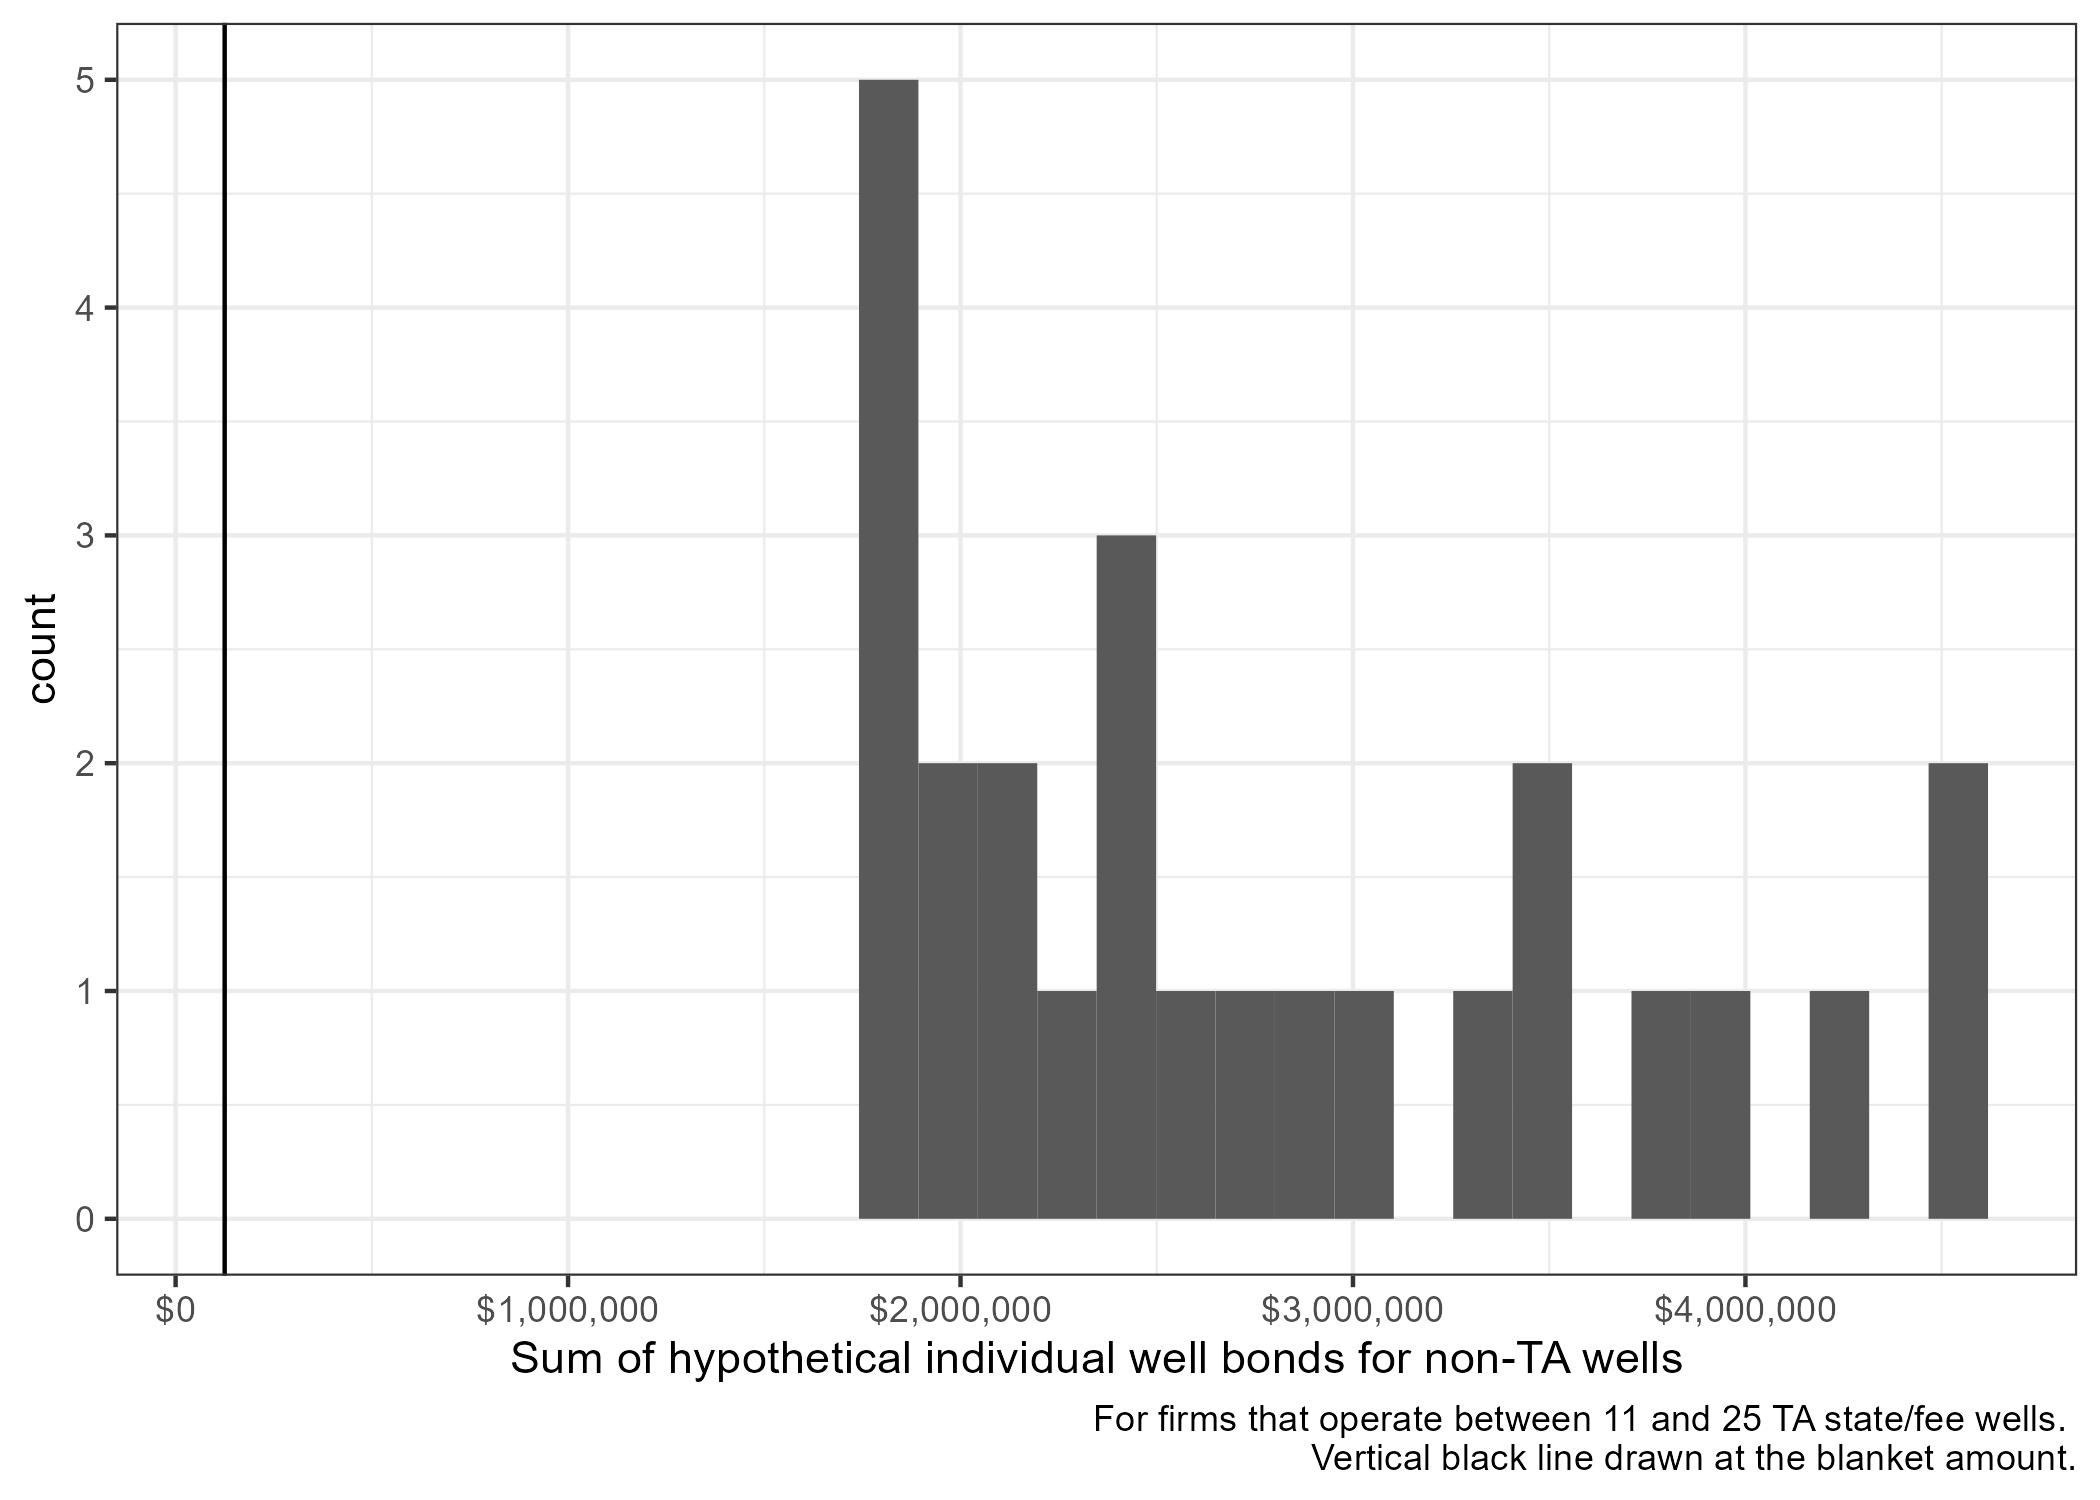 5
4
3
2
1
0
count
$0
$1,000,000
$2,000,000
$3,000,000
$4,000,000
Sum of hypothetical individual well bonds for non-TA wells
For firms that operate between 11 and 25 TA state/fee wells.
Vertical black line drawn at the blanket amount.